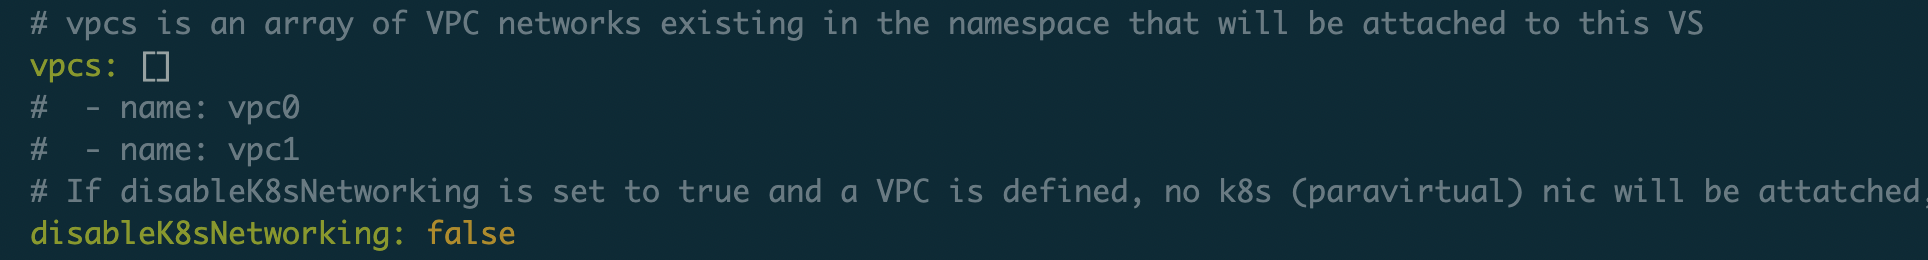 # vpcs is an array of VPC networks existing in the namespace that will be attached to this VS
vpcs: []
#  - name: vpc0
#  - name: vpc1
# If disableK8sNetworking is set to true and a VPC is defined, no k8s (paravirtual) nic will be attatched,
disableK8sNetworking: false